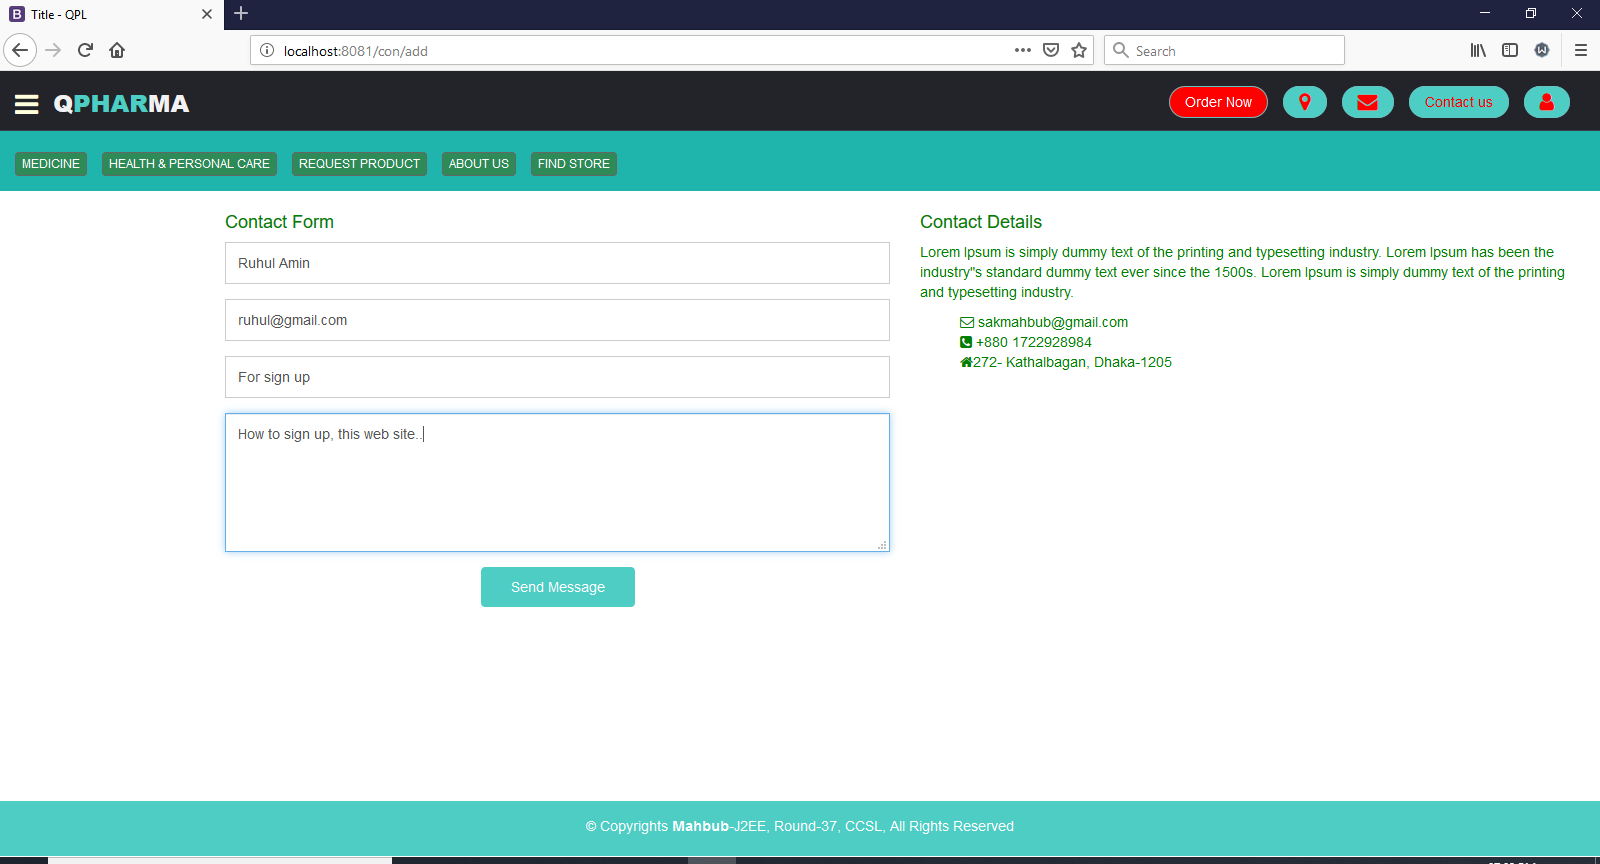 Title - QPL
localhost:8081/con/add
Search
QPHARMA
Order Now
Contact us
MEDICINE
HEALTH & PERSONAL CARE
REQUEST PRODUCT
ABOUT US
FIND STORE
Contact Form
Ruhul Amin
ruhul@gmail.com
For sign up
How to sign up, this web site..
Send Message
Contact Details
Lorem Ipsum is simply dummy text of the printing and typesetting industry. Lorem Ipsum has been the
industry"s standard dummy text ever since the 1500s. Lorem Ipsum is simply dummy text of the printing
and typesetting industry.
sakmahbub@gmail.com
+880 1722928984
272- Kathalbagan, Dhaka-1205
© Copyrights Mahbub-J2EE, Round-37, CCSL, All Rights Reserved